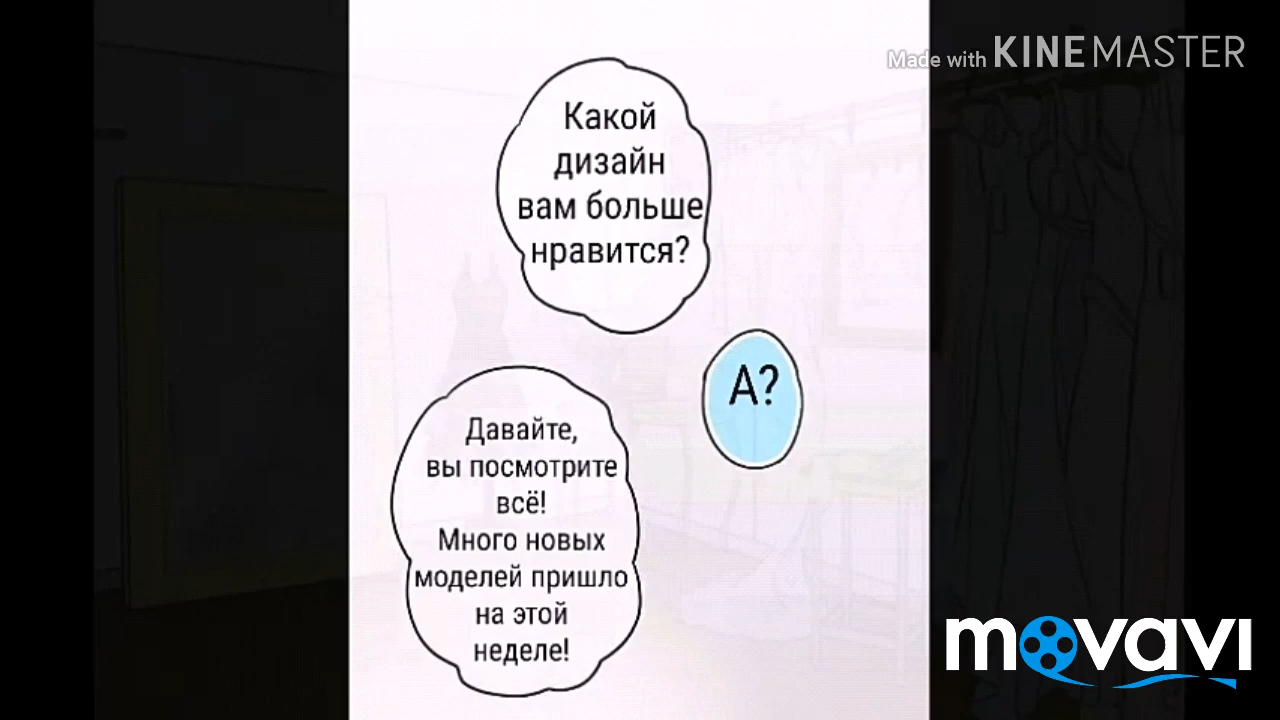 Made with KINEMASTER
Какой
дизайн
вам больше
нравится?
А?
Давайте,
вы посмотрите
всё!
Много новых
моделей пришло
на этой
неделе!
movavi